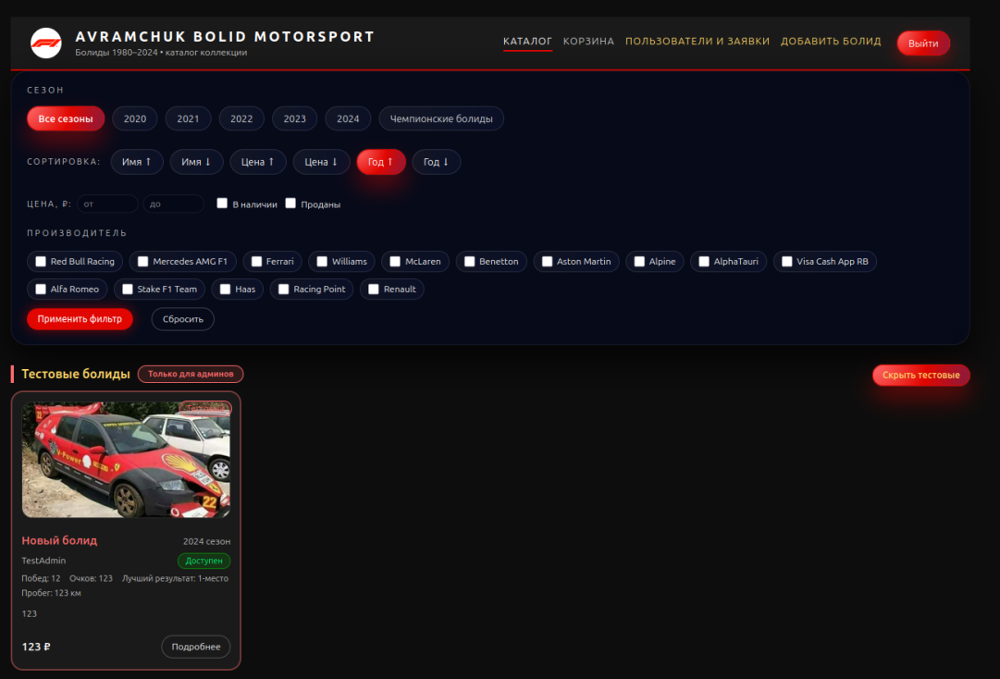 AVRAMCHUK BOLID MOTORSPORT
Болиды 1980–2024 • каталог коллекции
КАТАЛОГ КОРЗИНА ПОЛЬЗОВАТЕЛИ И ЗАЯВКИ ДОБАВИТЬ БОЛИД Выйти
СЕЗОН
Все сезоны 2020 2021 2022 2023 2024 Чемпионские болиды
СОРТИРОВКА: Имя ↑ Имя ↓ Цена ↑ Цена ↓ Год ↑ Год ↓
ЦЕНА, ₽: от до В наличии Проданы
ПРОИЗВОДИТЕЛЬ
Red Bull Racing Mercedes AMG F1 Ferrari Williams McLaren Benetton Aston Martin Alpine AlphaTauri Visa Cash App RB
Alfa Romeo Stake F1 Team Haas Racing Point Renault
Применить фильтр Сбросить
Тестовые болиды Только для админов Скрыть тестовые
V-Power
22
Новый болид 2024 сезон
TestAdmin Доступен
Побед: 12 Очков: 123 Лучший результат: 1-место
Пробег: 123 км
123
123 ₽ Подробнее